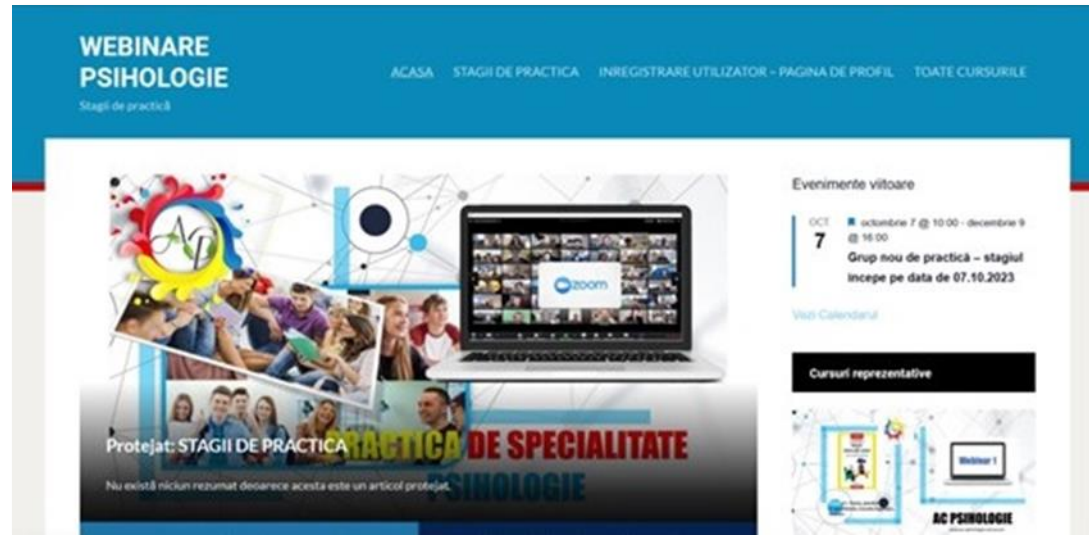 WEBINARE
PSIHOLOGIE
Stagii de practică
ACASA STAGII DE PRACTICA INREGISTRARE UTILIZATOR – PAGINA DE PROFIL TOATE CURSURILE
AP
zoom
PRACTICA DE SPECIALITATE
PSIHOLOGIE
Protejat: STAGII DE PRACTICA
Nu există niciun rezumat deoarece acesta este un articol protejat.
Evenimente viitoare
OCT
7
octombrie 7 @ 10:00 - decembrie 9
@ 16:00
Grup nou de practică – stagiul
începe pe data de 07.10.2023
Vezi Calendarul
Cursuri reprezentative
Webinar 1
AC PSIHOLOGIE